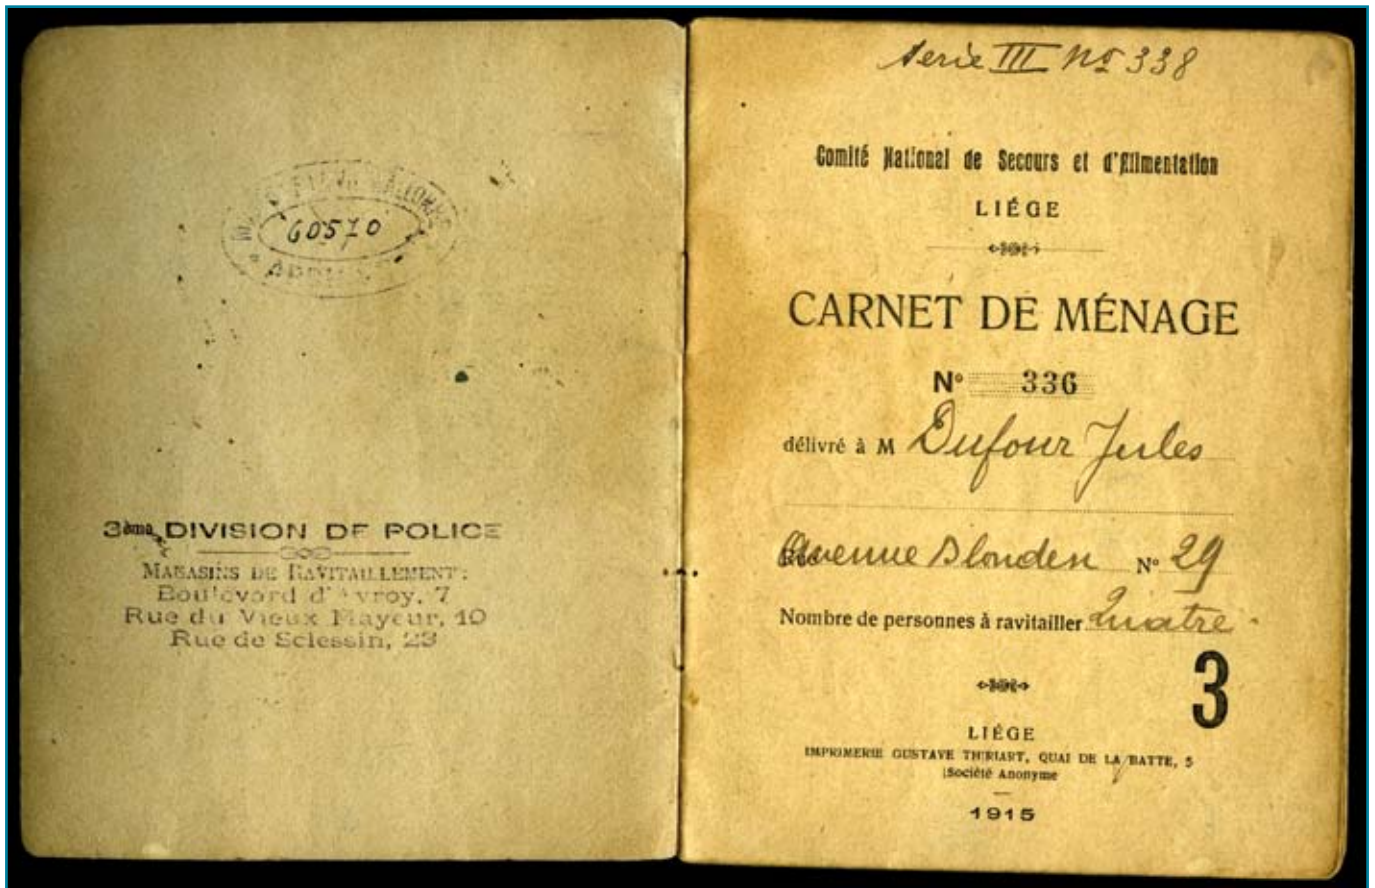 60570
3ème DIVISION DE POLICE
MAGASINS DE RAVITAILLEMENT:
Boulevard d'Avroy, 7
Rue du Vieux Mayeur, 10
Rue de Sclessin, 23
Serie III No 338
Comité National de Secours et d'Alimentation
LIÉGE
CARNET DE MÉNAGE
No 336
délivré à M Dufour Jules
Avenue Blonden No 29
Nombre de personnes à ravitailler Quatre
3
LIÉGE
IMPRIMERIE GUSTAVE THIRIART, QUAI DE LA BATTE, 5
(Société Anonyme
1915